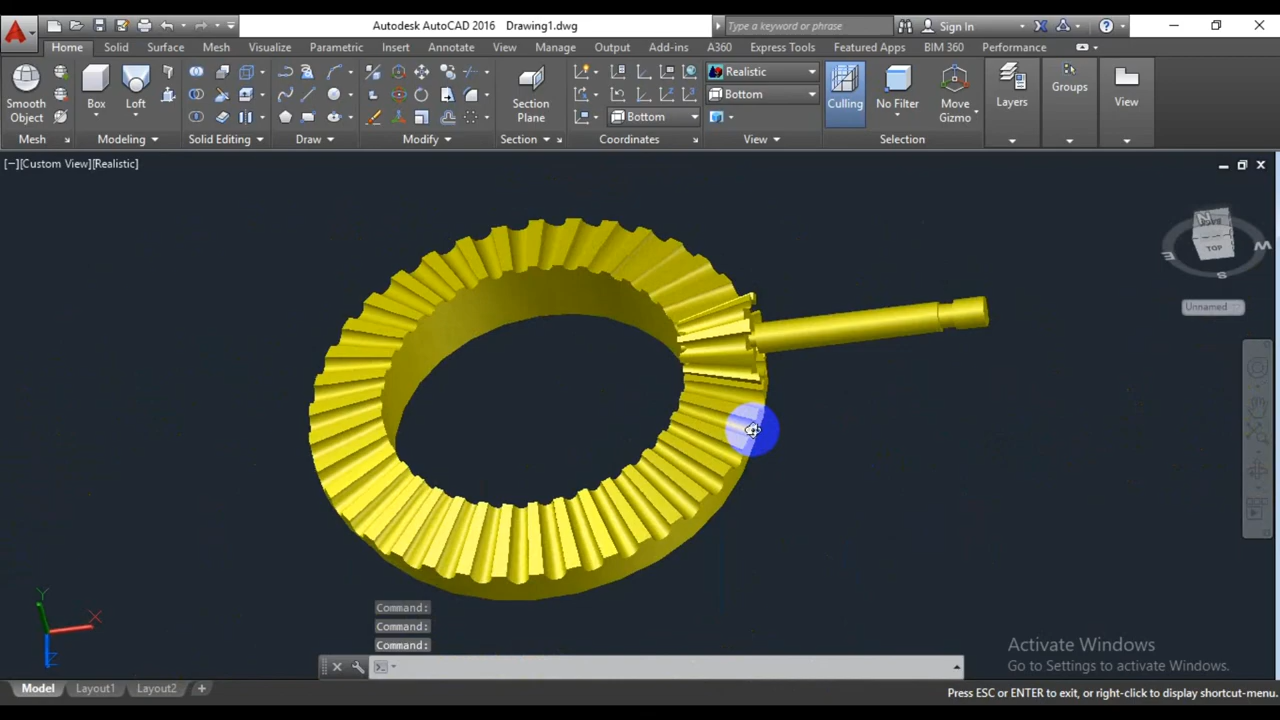 Autodesk AutoCAD 2016 Drawing1.dwg
Type a keyword or phrase
Sign In
Home Solid Surface Mesh Visualize Parametric Insert Annotate View Manage Output Add-ins A360 Express Tools Featured Apps BIM 360 Performance
Smooth Object
Box
Loft
Section Plane
Realistic
Bottom
Bottom
Culling
No Filter
Move Gizmo
Layers
Groups
View
Mesh Modeling Solid Editing Draw Modify Section Coordinates View Selection
[−][Custom View][Realistic]
N
TOP
E
W
S
Unnamed
Y
X
Z
Command:
Command:
Command:
Activate Windows
Go to Settings to activate Windows.
Model Layout1 Layout2 +
Press ESC or ENTER to exit, or right-click to display shortcut-menu.